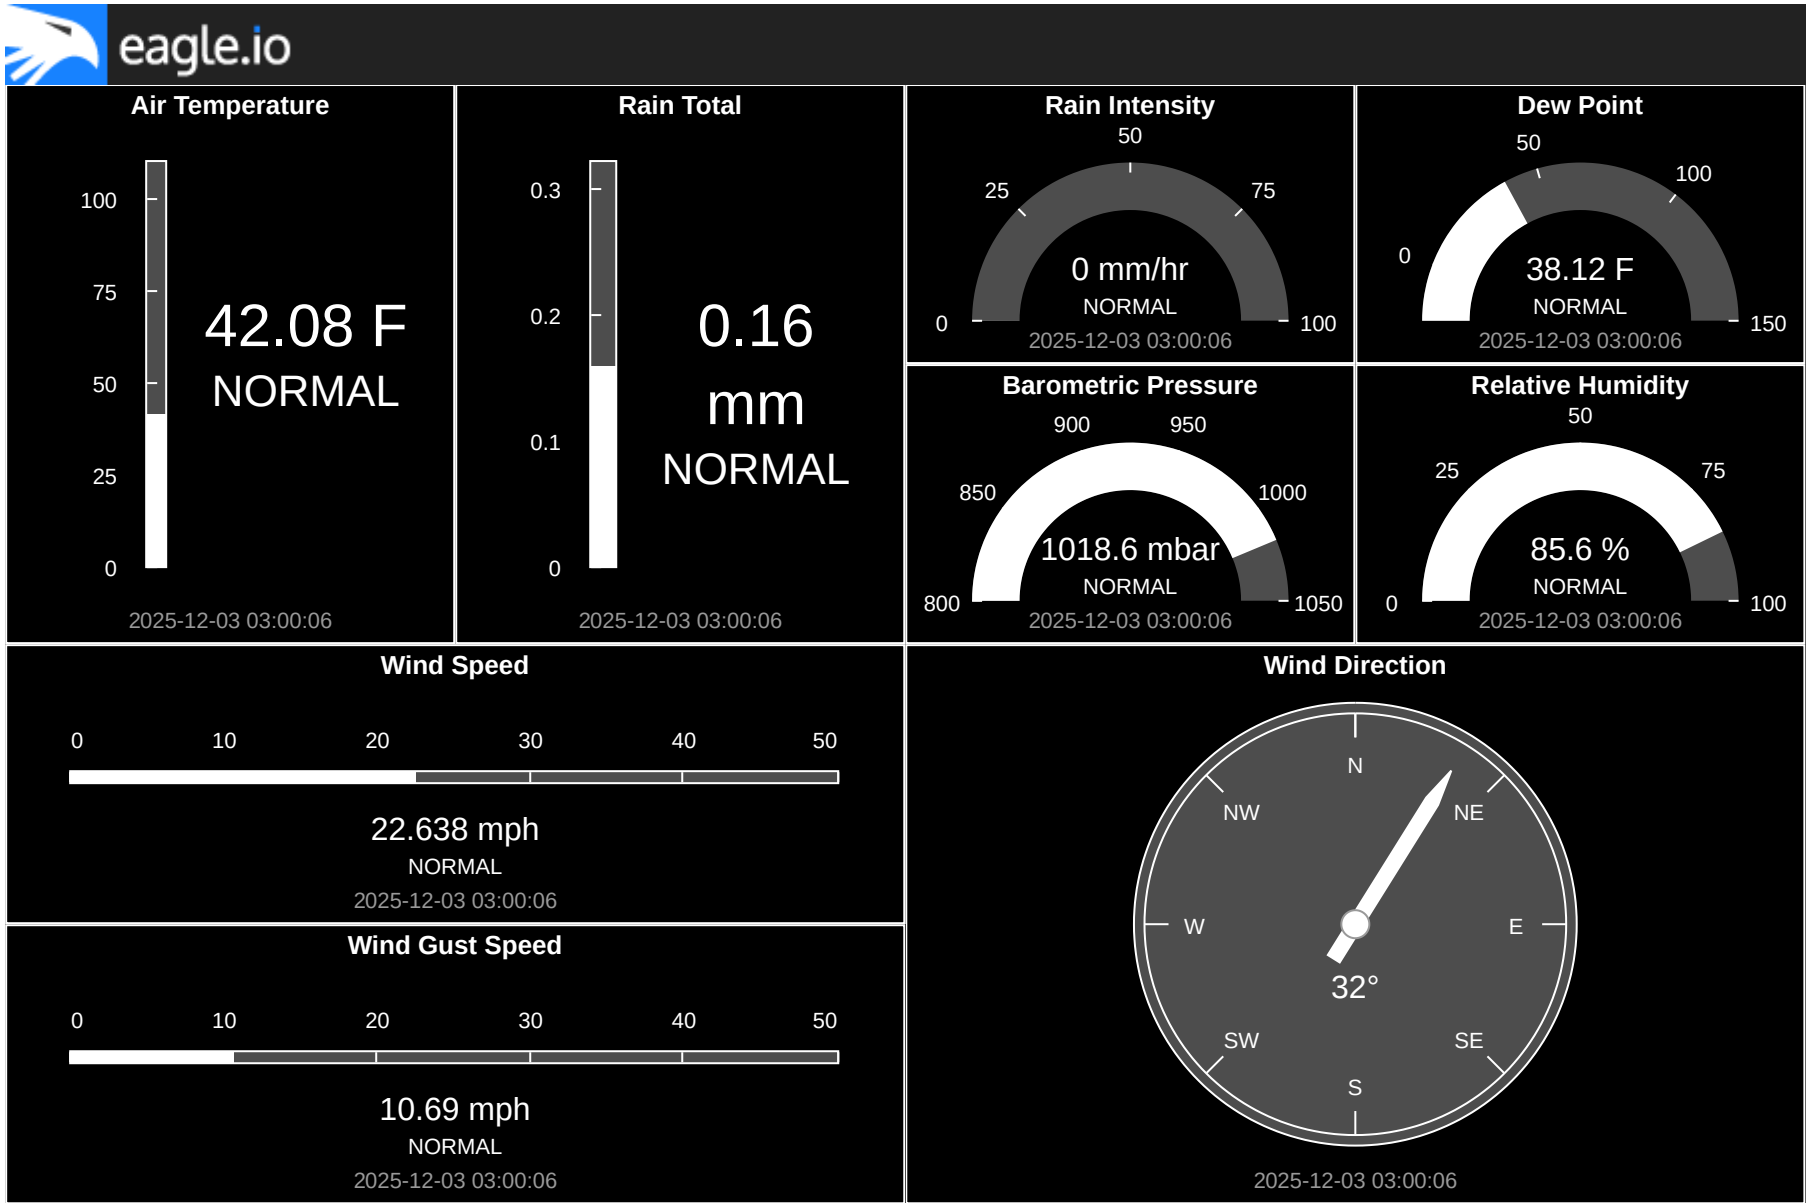 eagle.io
Air Temperature
100
75
50
25
0
42.08 F
NORMAL
2025-12-03 03:00:06
Rain Total
0.3
0.2
0.1
0
0.16
mm
NORMAL
2025-12-03 03:00:06
Rain Intensity
50
25
75
0
100
0 mm/hr
NORMAL
2025-12-03 03:00:06
Dew Point
50
100
0
150
38.12 F
NORMAL
2025-12-03 03:00:06
Barometric Pressure
900
950
850
1000
800
1050
1018.6 mbar
NORMAL
2025-12-03 03:00:06
Relative Humidity
50
25
75
0
100
85.6 %
NORMAL
2025-12-03 03:00:06
Wind Speed
0 10 20 30 40 50
22.638 mph
NORMAL
2025-12-03 03:00:06
Wind Gust Speed
0 10 20 30 40 50
10.69 mph
NORMAL
2025-12-03 03:00:06
Wind Direction
N
NW
NE
W
E
32°
SW
SE
S
2025-12-03 03:00:06